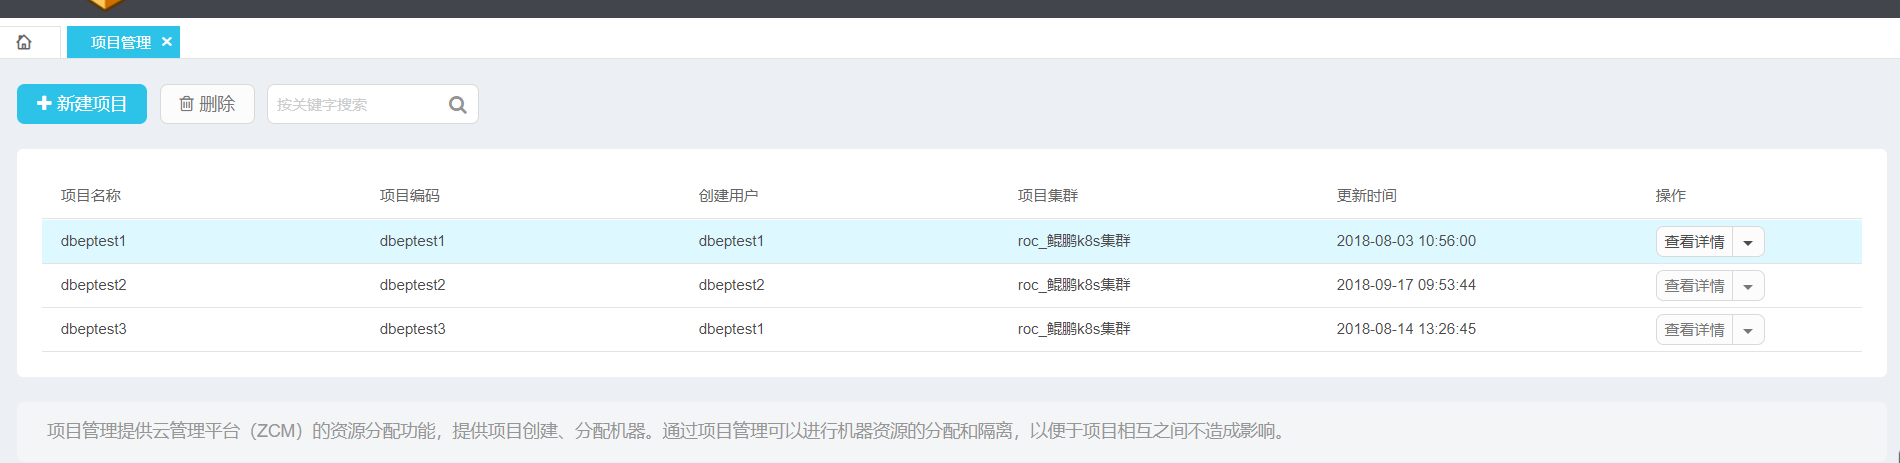 项目管理
新建项目 删除 按关键字搜索
项目名称 项目编码 创建用户 项目集群 更新时间 操作
dbeptest1 dbeptest1 dbeptest1 roc_鲲鹏k8s集群 2018-08-03 10:56:00 查看详情
dbeptest2 dbeptest2 dbeptest2 roc_鲲鹏k8s集群 2018-09-17 09:53:44 查看详情
dbeptest3 dbeptest3 dbeptest1 roc_鲲鹏k8s集群 2018-08-14 13:26:45 查看详情
项目管理提供云管理平台（ZCM）的资源分配功能，提供项目创建、分配机器。通过项目管理可以进行机器资源的分配和隔离，以便于项目相互之间不造成影响。